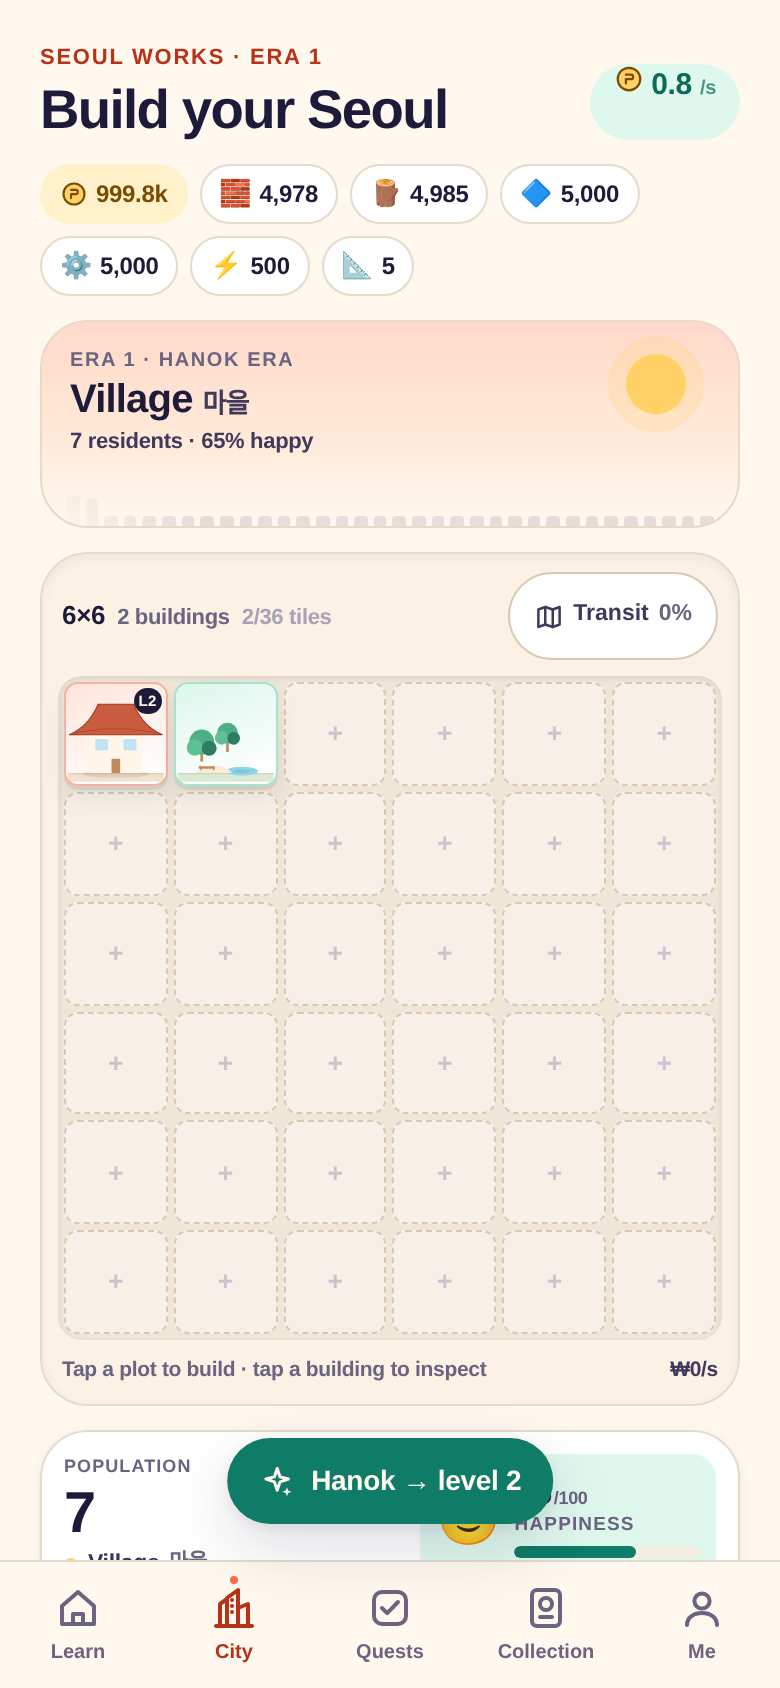 SEOUL WORKS · ERA 1
Build your Seoul
0.8 /s
999.8k
4,978
4,985
5,000
5,000
500
5
ERA 1 · HANOK ERA
Village 마을
7 residents · 65% happy
6×6 2 buildings 2/36 tiles
Transit 0%
L2
Tap a plot to build · tap a building to inspect
₩0/s
POPULATION
7
Village 마을
/100
HAPPINESS
Hanok → level 2
Learn
City
Quests
Collection
Me